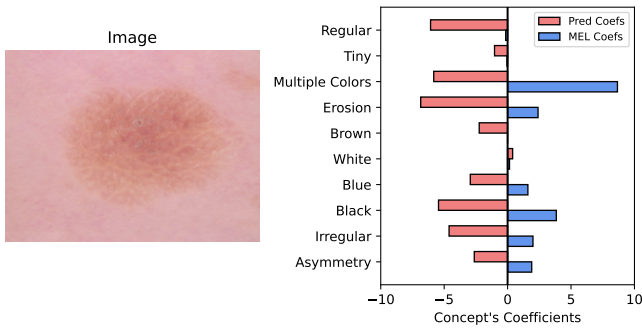 Image
Regular
Tiny
Multiple Colors
Erosion
Brown
White
Blue
Black
Irregular
Asymmetry
Pred Coefs
MEL Coefs
−10
−5
0
5
10
Concept's Coefficients